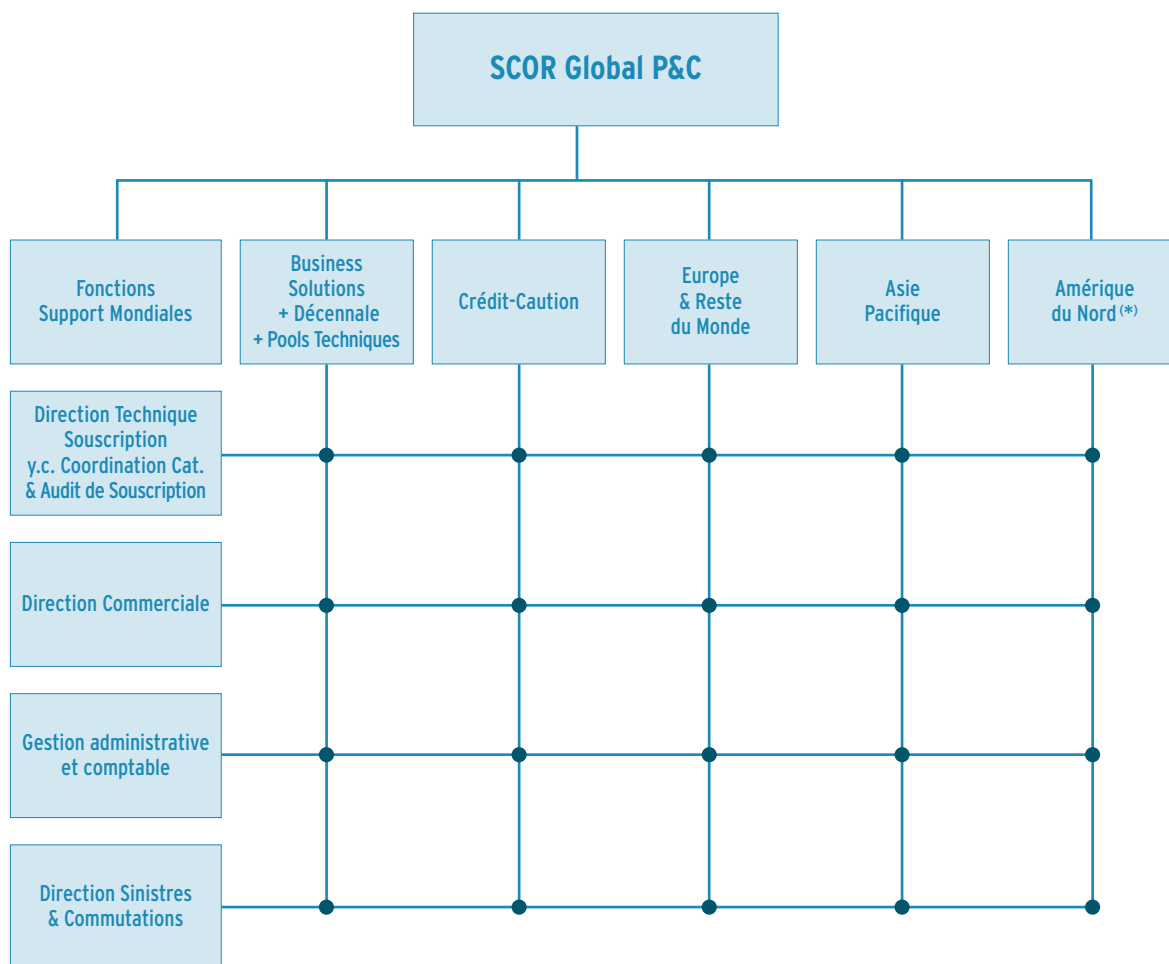 SCOR Global P&C
Fonctions
Support Mondiales
Business
Solutions
+ Décennale
+ Pools Techniques
Crédit-Caution
Europe
& Reste
du Monde
Asie
Pacifique
Amérique
du Nord (*)
Direction Technique
Souscription
y.c. Coordination Cat.
& Audit de Souscription
Direction Commerciale
Gestion administrative
et comptable
Direction Sinistres
& Commutations